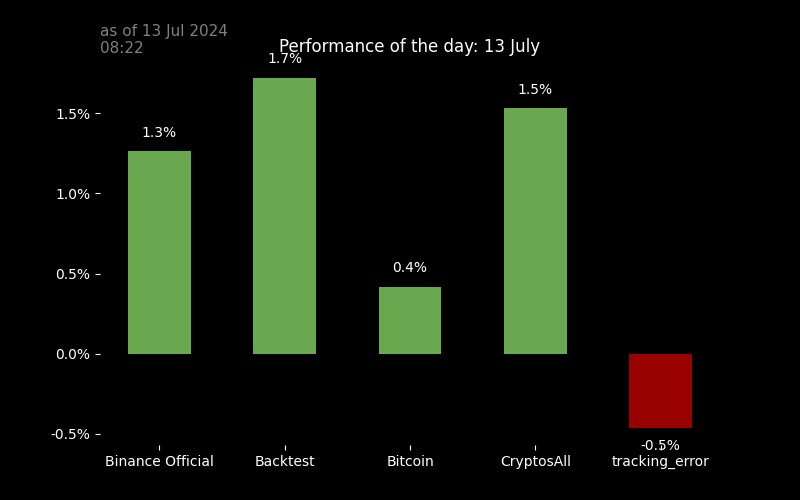 as of 13 Jul 2024
08:22
Performance of the day: 13 July
1.7%
1.5%
1.3%
0.4%
-0.5%
1.5%
1.0%
0.5%
0.0%
-0.5%
Binance Official
Backtest
Bitcoin
CryptosAll
tracking_error